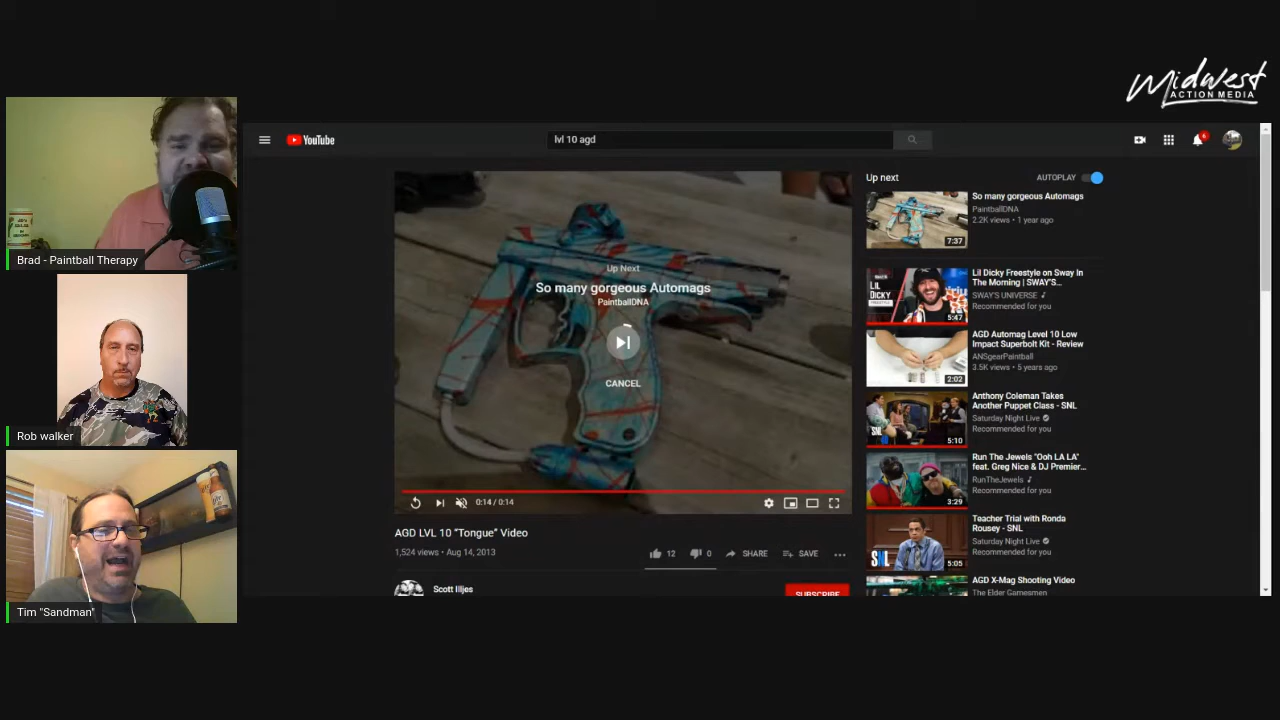 Midwest
ACTION MEDIA
Brad - Paintball Therapy
Rob walker
Tim "Sandman"
YouTube
lvl 10 agd
6
Up Next
So many gorgeous Automags
PaintballDNA
CANCEL
0:14 / 0:14
AGD LVL 10 "Tongue" Video
1,524 views • Aug 14, 2013
12
0
SHARE
SAVE
Scott Illjes
SUBSCRIBE
Up next
AUTOPLAY
So many gorgeous Automags
PaintballDNA
2.2K views • 1 year ago
7:37
Lil Dicky Freestyle on Sway In
The Morning | SWAY'S...
SWAY'S UNIVERSE
Recommended for you
LIL
DICKY
5:47
AGD Automag Level 10 Low
Impact Superbolt Kit - Review
ANSgearPaintball
3.5K views • 5 years ago
2:02
Anthony Coleman Takes
Another Puppet Class - SNL
Saturday Night Live
Recommended for you
SNL
5:10
Run The Jewels "Ooh LA LA"
feat. Greg Nice & DJ Premier...
RunTheJewels
Recommended for you
3:29
Teacher Trial with Ronda
Rousey - SNL
Saturday Night Live
Recommended for you
SNL
5:05
AGD X-Mag Shooting Video
The Elder Gamesmen